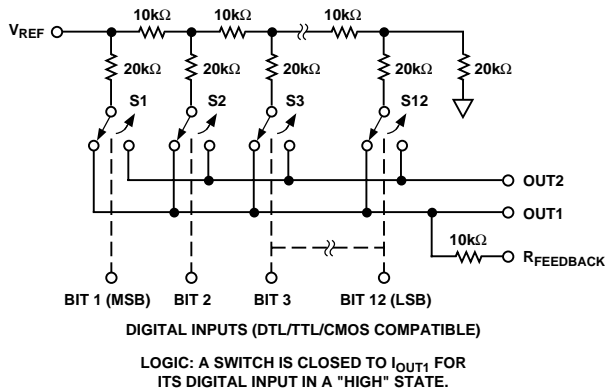 10kΩ 10kΩ 10kΩ
VREF
20kΩ 20kΩ 20kΩ 20kΩ 20kΩ
S1 S2 S3 S12
OUT2
OUT1
10kΩ
RFEEDBACK
BIT 1 (MSB) BIT 2 BIT 3 BIT 12 (LSB)
DIGITAL INPUTS (DTL/TTL/CMOS COMPATIBLE)
LOGIC: A SWITCH IS CLOSED TO IOUT1 FOR
ITS DIGITAL INPUT IN A "HIGH" STATE.